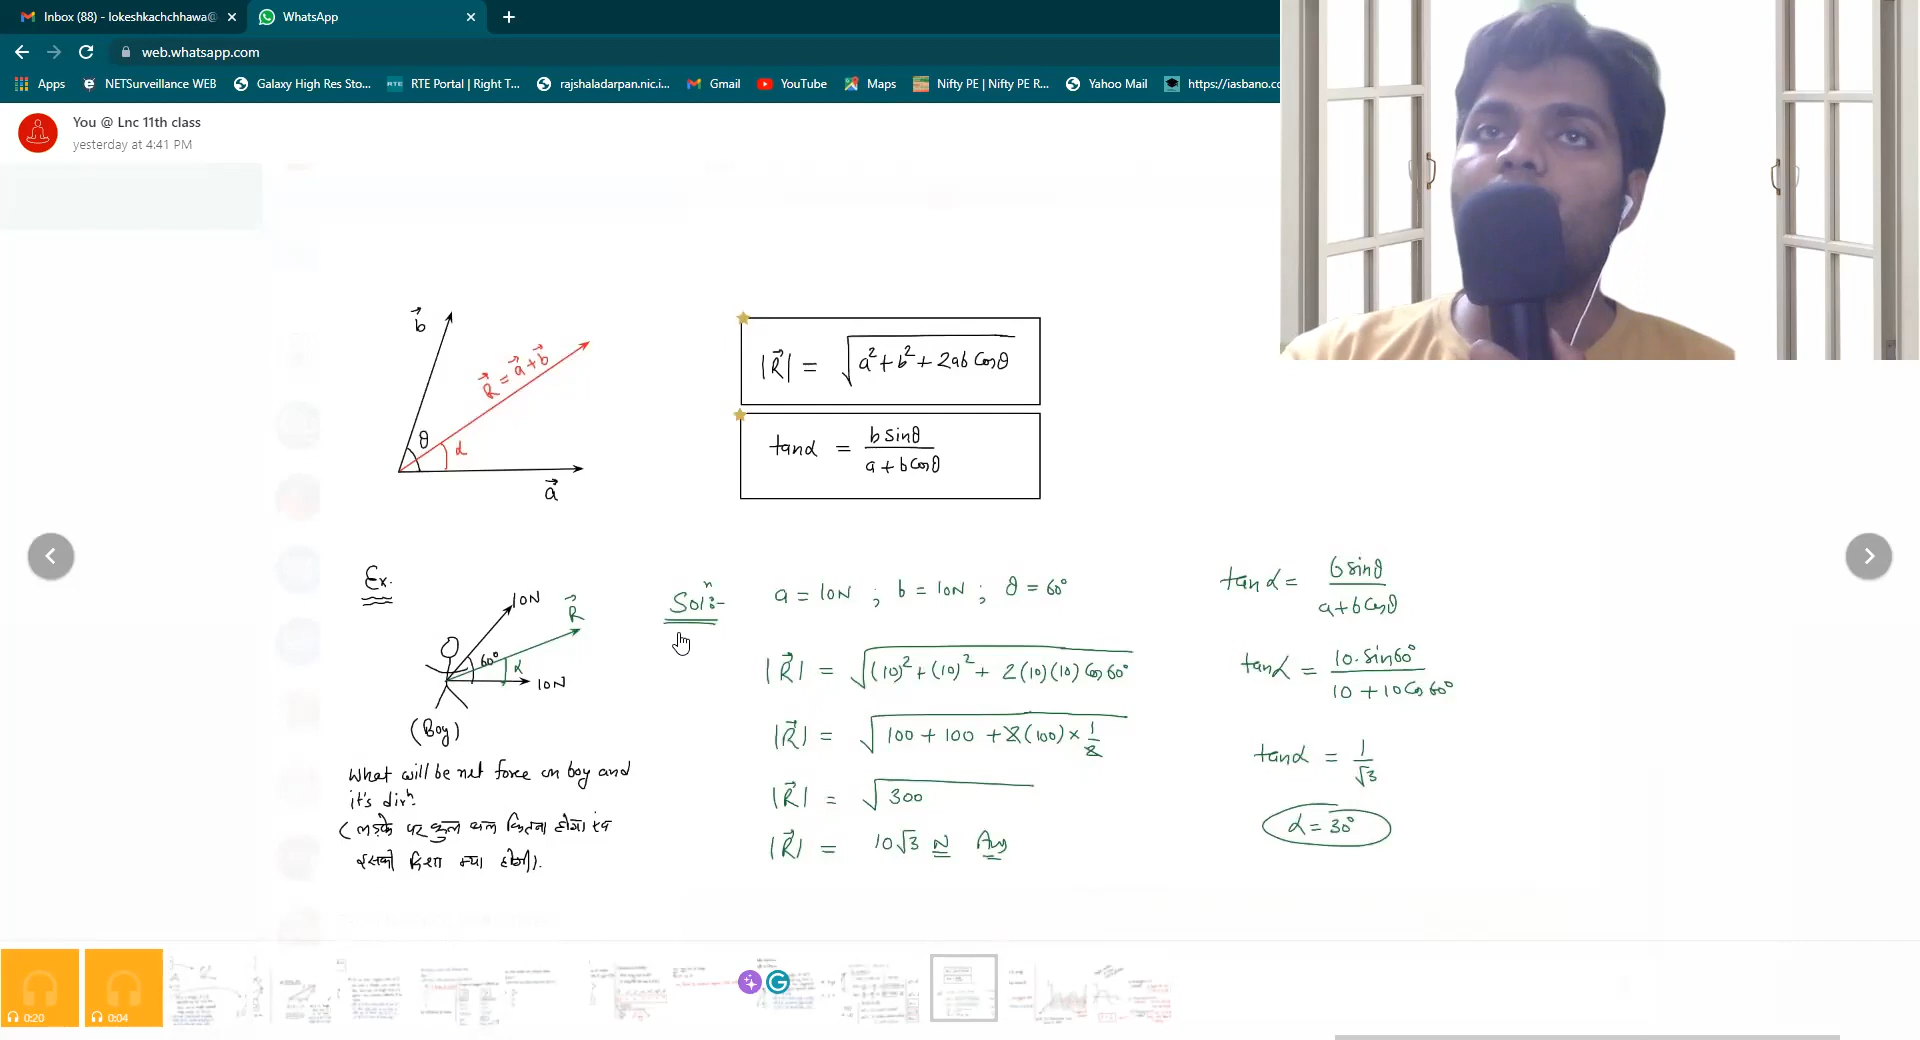 Inbox (88) - lokeshkachchhawa@
WhatsApp
web.whatsapp.com
Apps
NETSurveillance WEB
Galaxy High Res Sto...
RTE Portal | Right T...
rajshaladarpan.nic.i...
Gmail
YouTube
Maps
Nifty PE | Nifty PE R...
Yahoo Mail
https://iasbano.cc
You @ Lnc 11th class
yesterday at 4:41 PM
b⃗
R⃗ = a⃗ + b⃗
θ
α
a⃗
|R⃗| = √(a² + b² + 2ab Cosθ)
tanα = b sinθ / (a + b Cosθ)
Ex.
10N
R⃗
60°
α
10N
(Boy)
What will be net force on boy and
it's dirⁿ.
(लड़के पर कुल बल कितना होगा एवं
इसकी दिशा क्या होगी).
Solⁿ:-
a = 10N ; b = 10N ; θ = 60°
|R⃗| = √((10)² + (10)² + 2(10)(10) Cos 60°)
|R⃗| = √(100 + 100 + 2(100) × 1/2)
|R⃗| = √300
|R⃗| = 10√3 N Ans
tanα = b sinθ / (a + b Cosθ)
tanα = 10.sin60° / (10 + 10 Cos 60°)
tanα = 1/√3
α = 30°
0:20
0:04